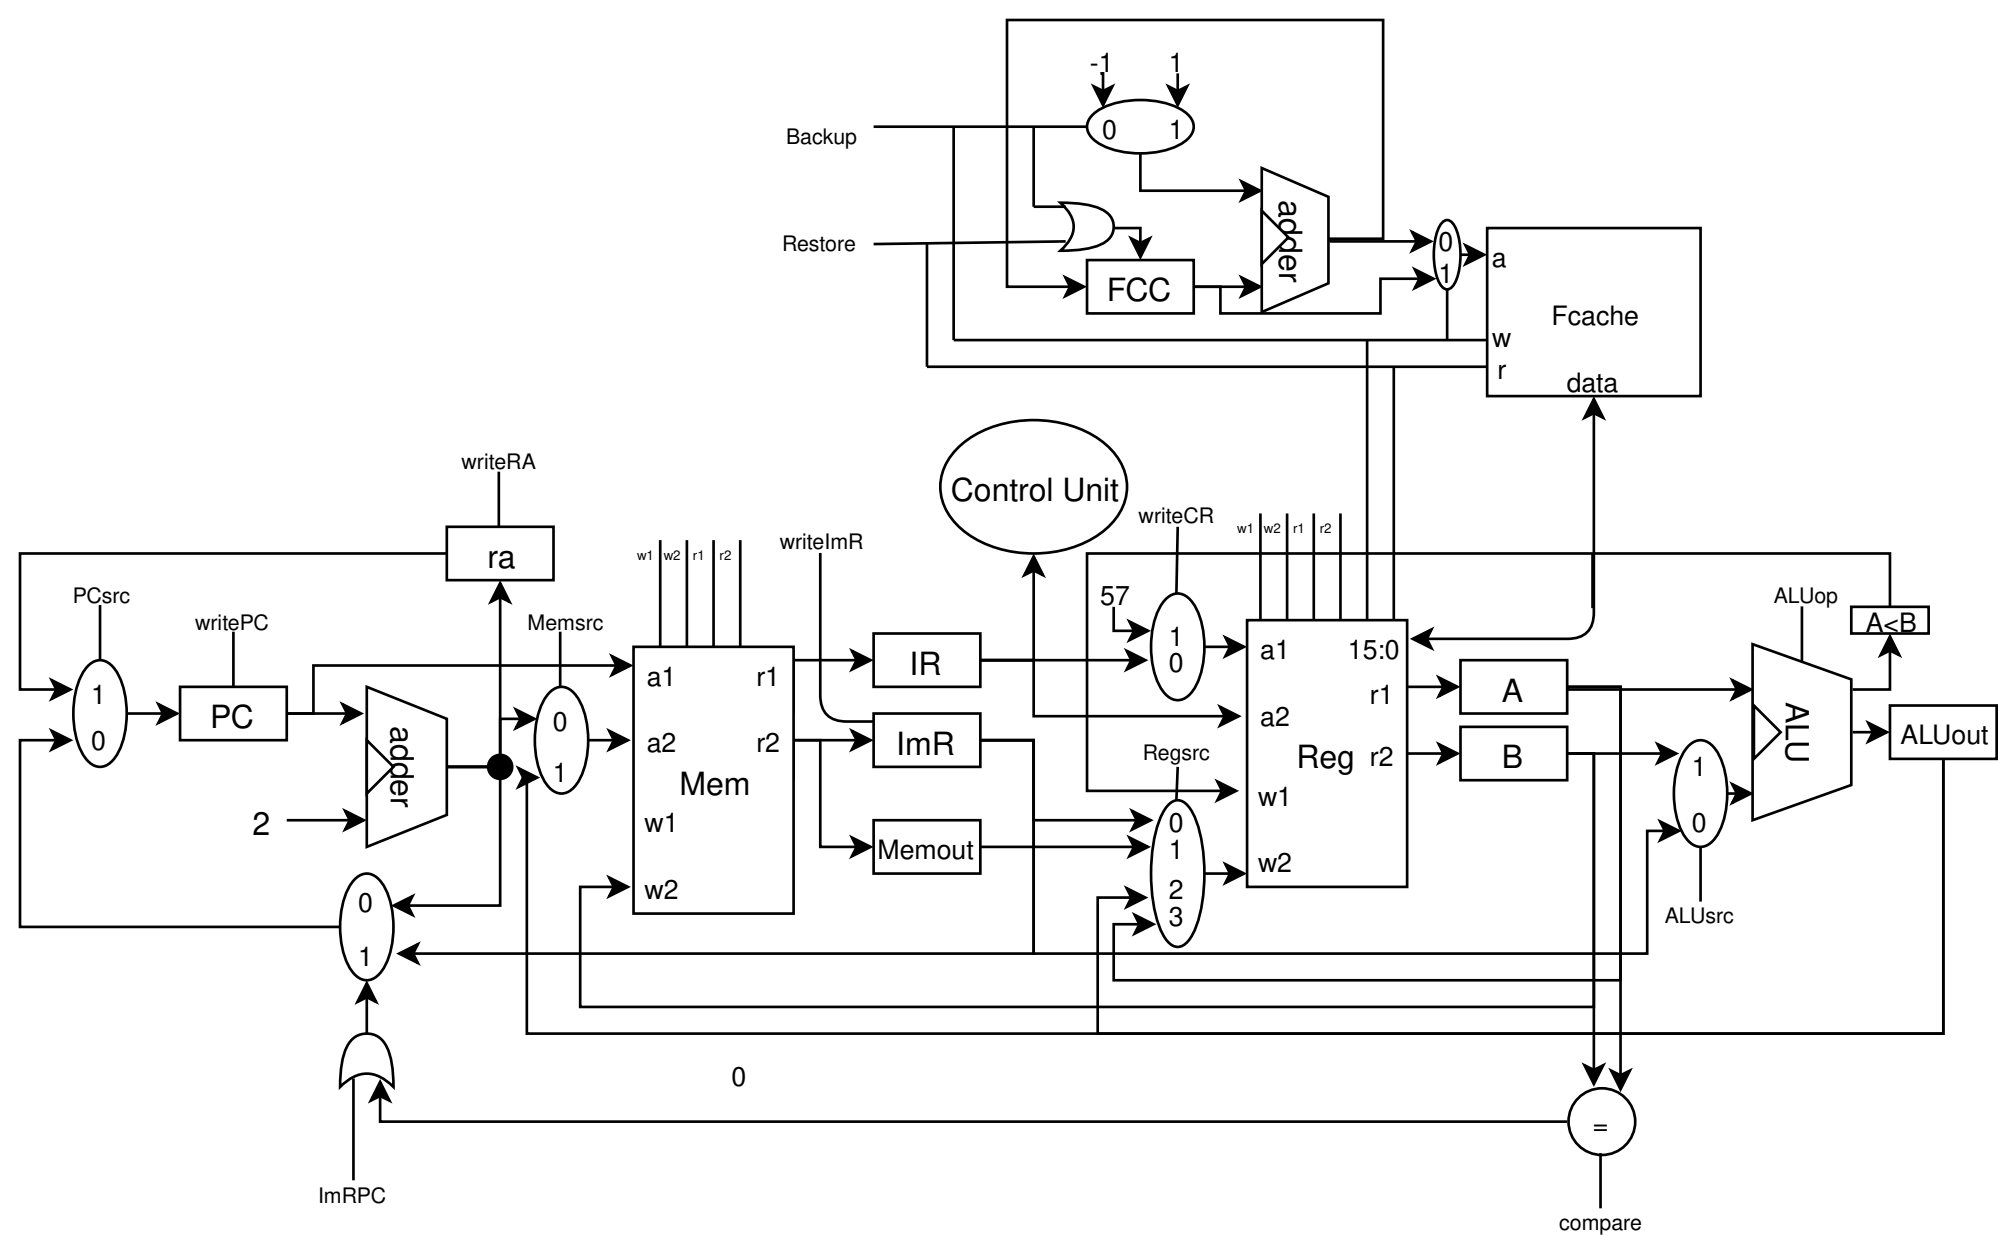 -1 1
Backup
0 1
adder
Restore
FCC
0
1
a
Fcache
w
r
data
Control Unit
writeRA
ra
writeCR
w1 w2 r1 r2
w1 w2 r1 r2
writeImR
PCsrc
writePC
Memsrc
57
ALUop
A<B
1
0
PC
adder
2
0
1
a1
a2
Mem
w1
w2
r1
r2
IR
ImR
Memout
1
0
Regsrc
0
1
2
3
a1
a2
Reg
w1
w2
15:0
r1
r2
A
B
1
0
ALUsrc
ALU
ALUout
0
1
0
=
ImRPC
compare